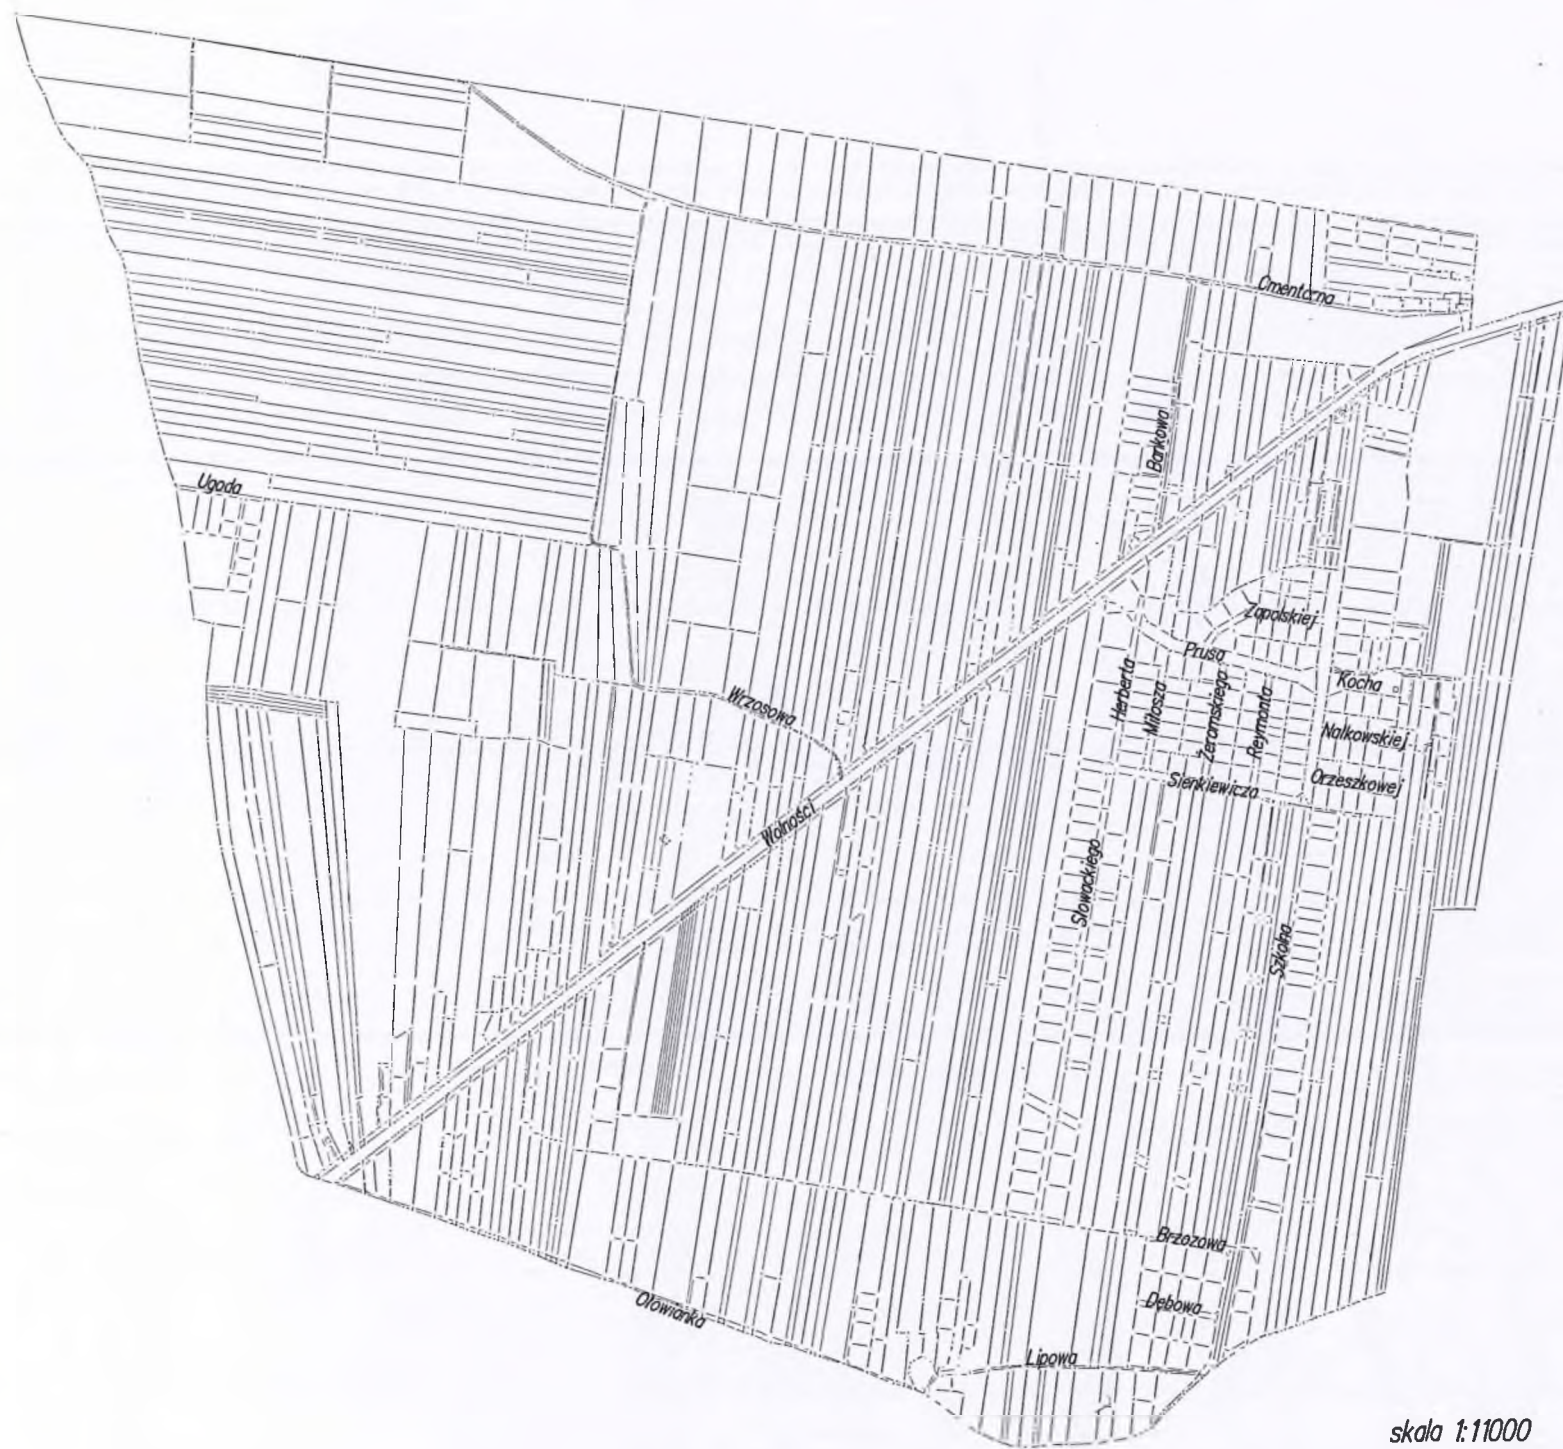 Cmentarna
Bankowa
Ugoda
Zapolskiej
Prusa
Kocha
Herberta
Miłosza
Żeromskiego
Reymonta
Wrzosowa
Nałkowskiej
Orzeszkowej
Sienkiewicza
Wolności
Słowackiego
Szkolna
Brzozowa
Dębowa
Ołowianka
Lipowa
skala 1:11000